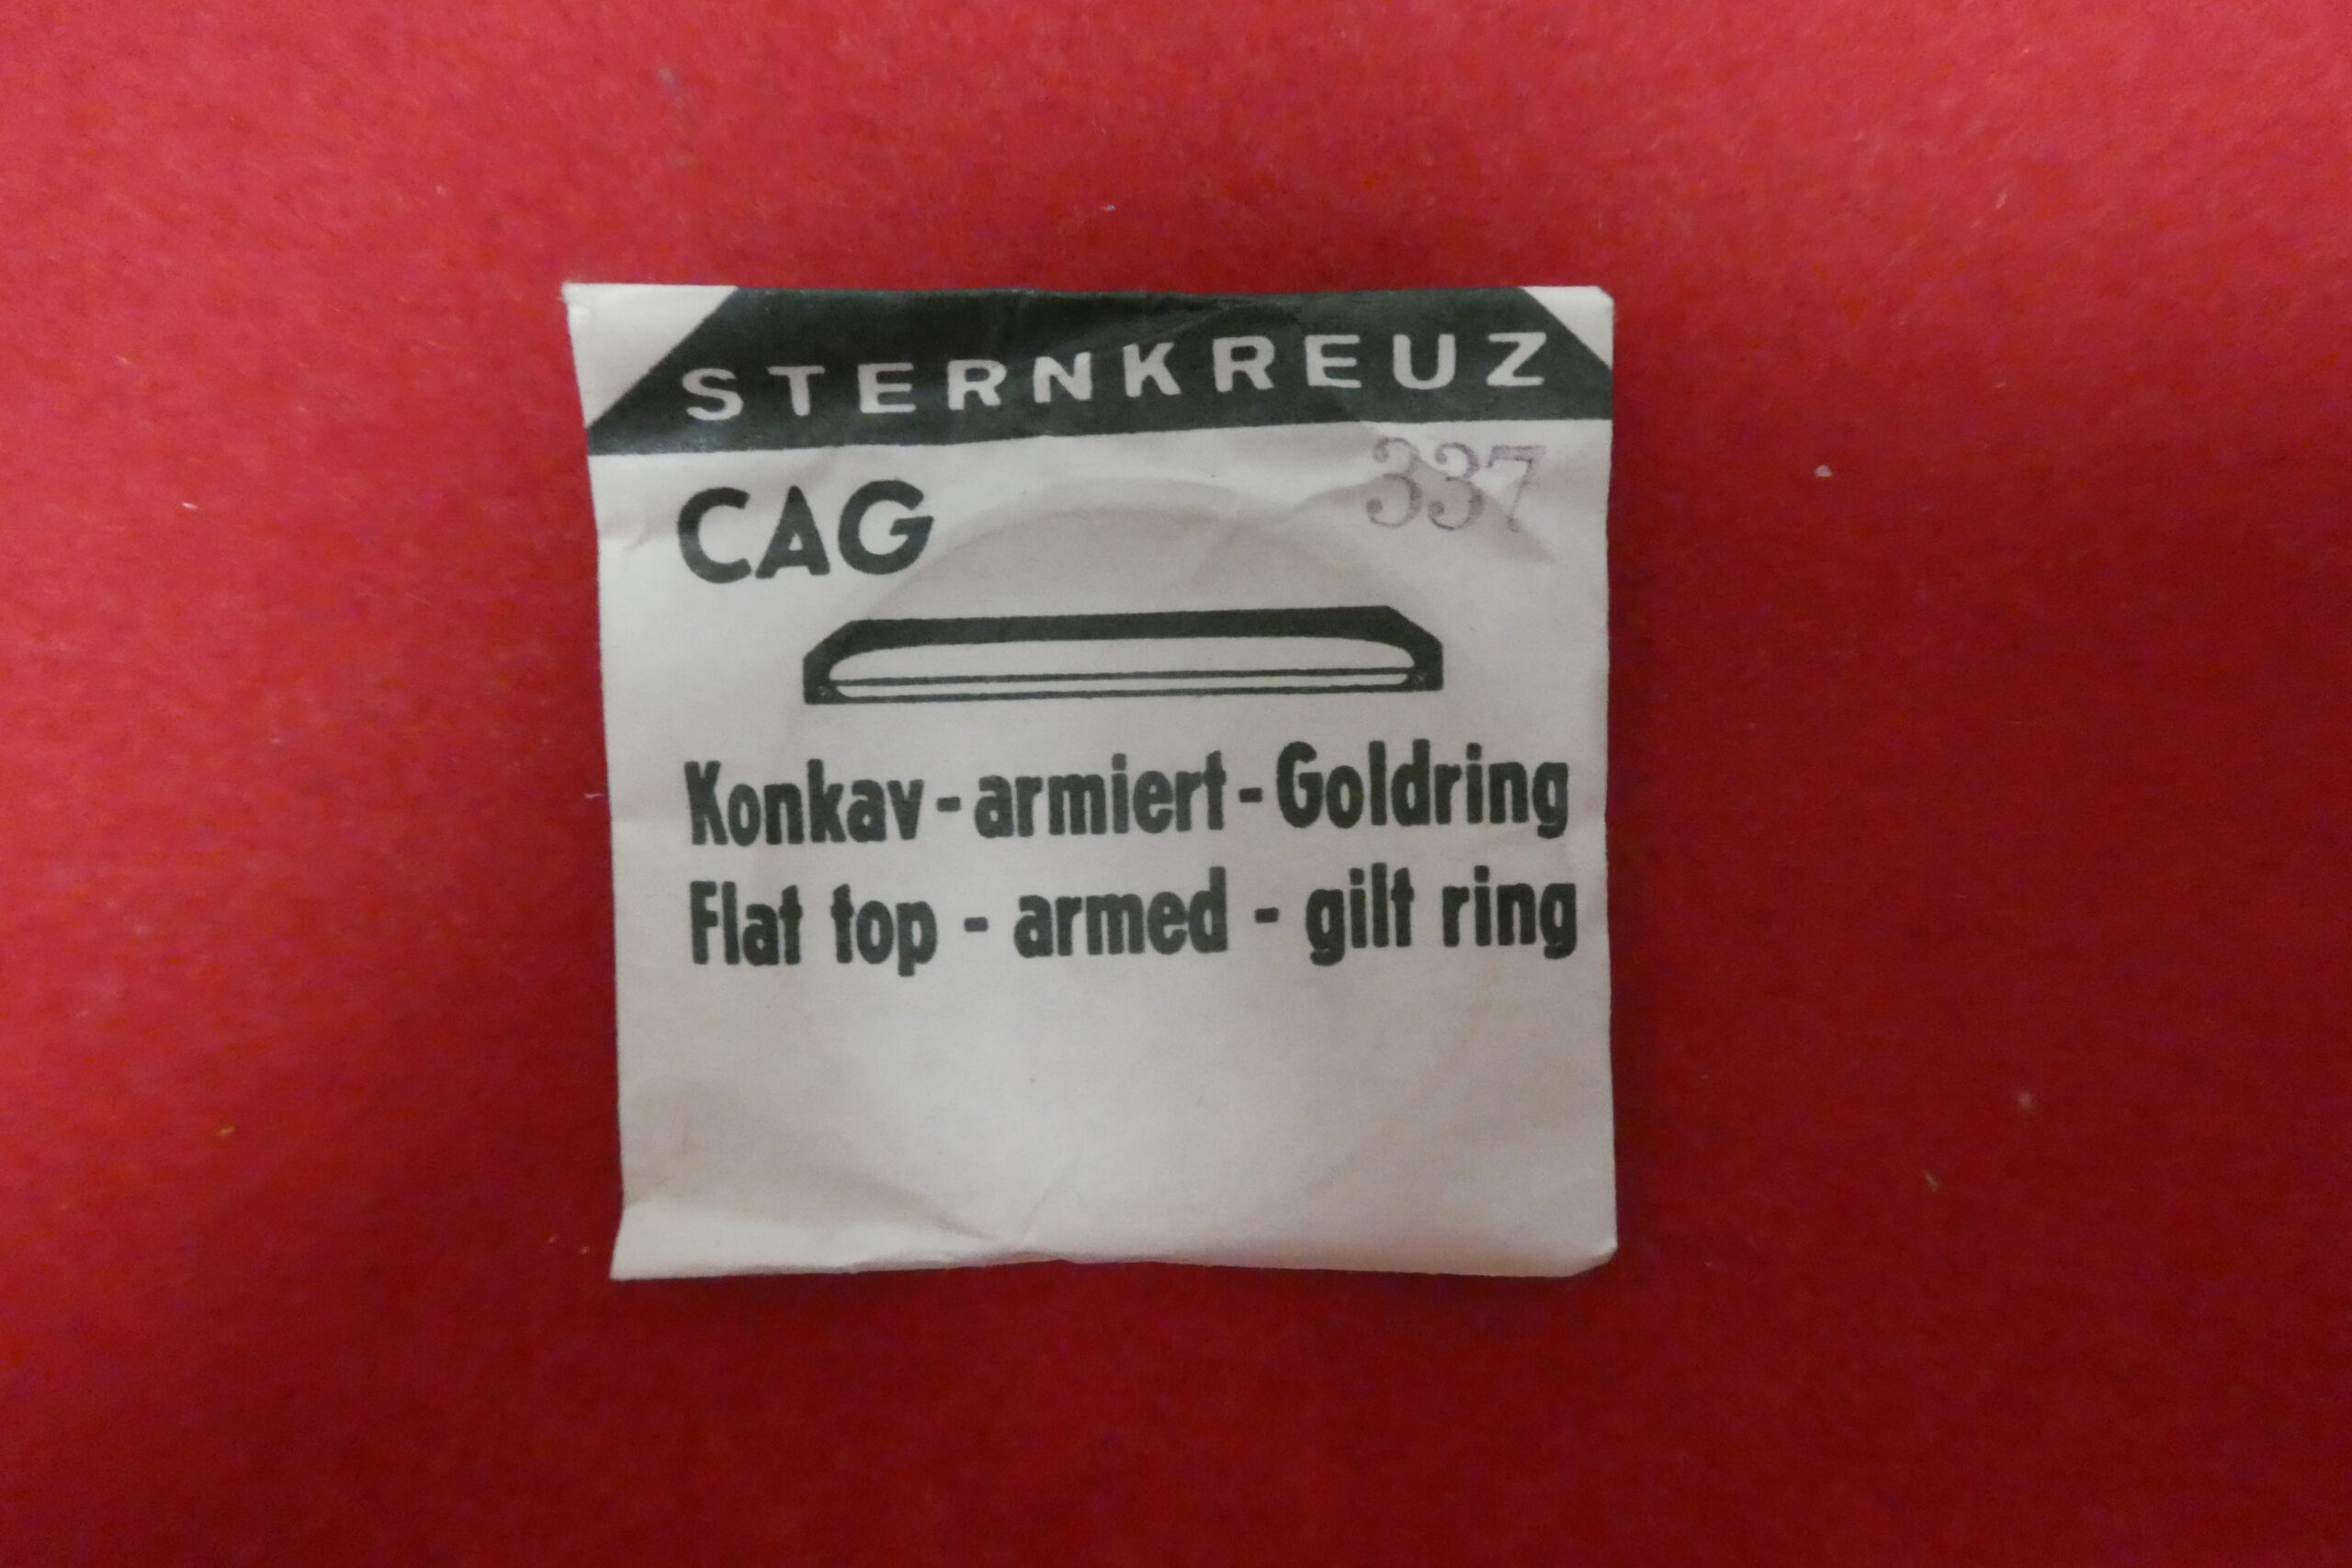 STERNKREUZ
CAG 337
Konkav - armiert - Goldring
Flat top - armed - gilt ring